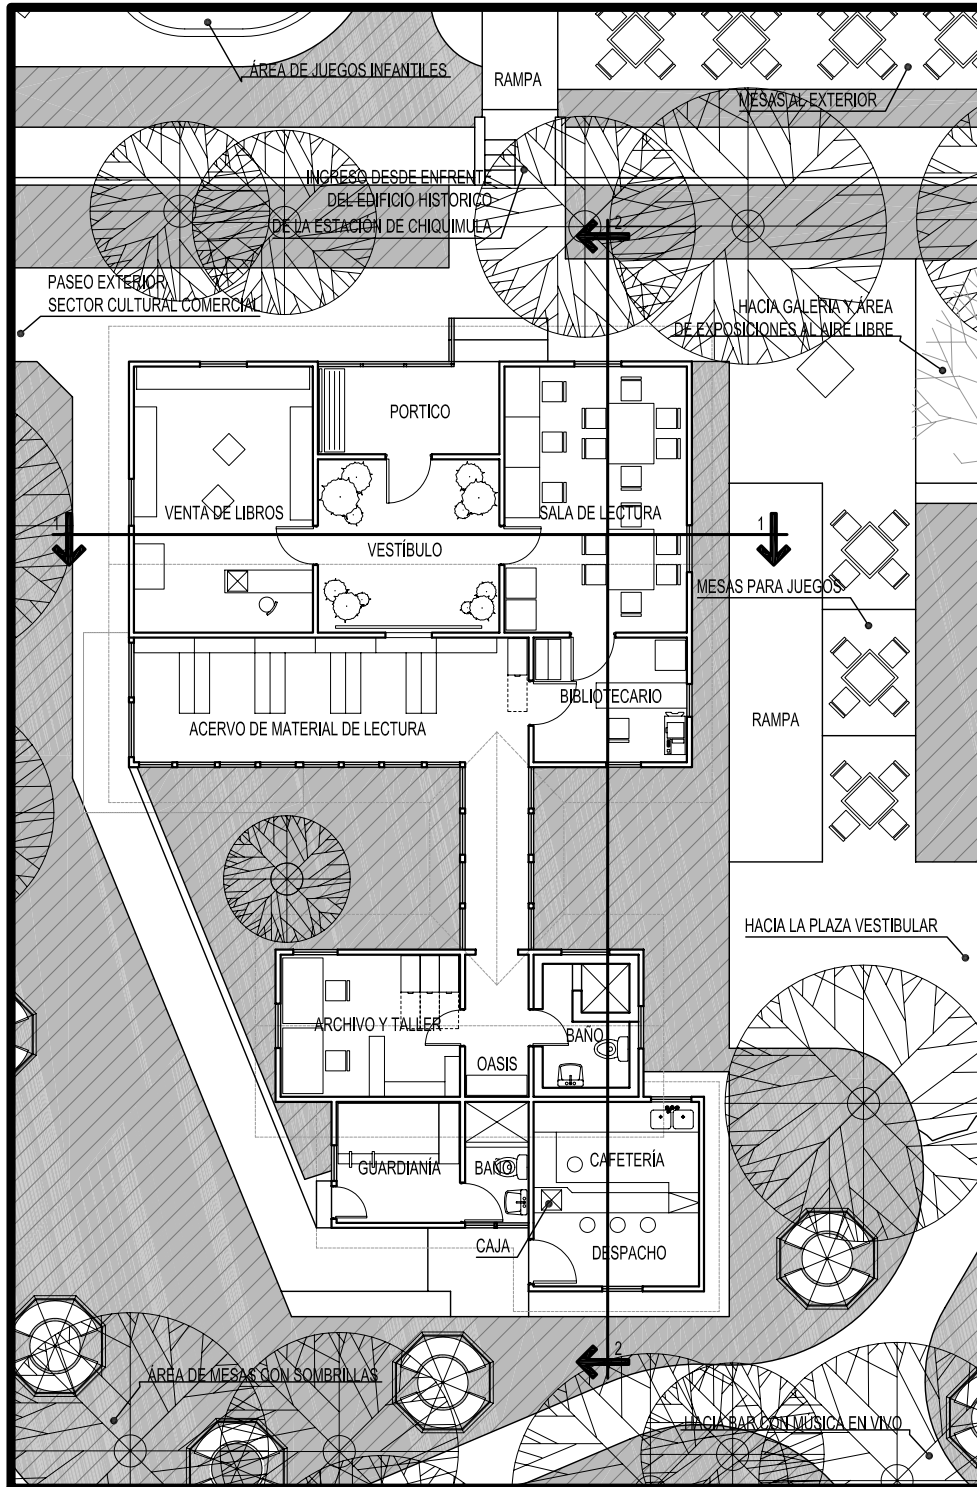 ÁREA DE JUEGOS INFANTILES
RAMPA
MESAS AL EXTERIOR
INGRESO DESDE ENFRENTE
DEL EDIFICIO HISTORICO
DE LA ESTACIÓN DE CHIQUIMULA
2
PASEO EXTERIOR
SECTOR CULTURAL COMERCIAL
HACIA GALERIA Y ÁREA
DE EXPOSICIONES AL AIRE LIBRE
PORTICO
VENTA DE LIBROS
SALA DE LECTURA
1
1
VESTÍBULO
MESAS PARA JUEGOS
BIBLIOTECARIO
ACERVO DE MATERIAL DE LECTURA
RAMPA
HACIA LA PLAZA VESTIBULAR
ARCHIVO Y TALLER
BAÑO
OASIS
GUARDIANÍA
BAÑO
CAFETERÍA
CAJA
DESPACHO
2
ÁREA DE MESAS CON SOMBRILLAS
HACIA BAR CON MÚSICA EN VIVO